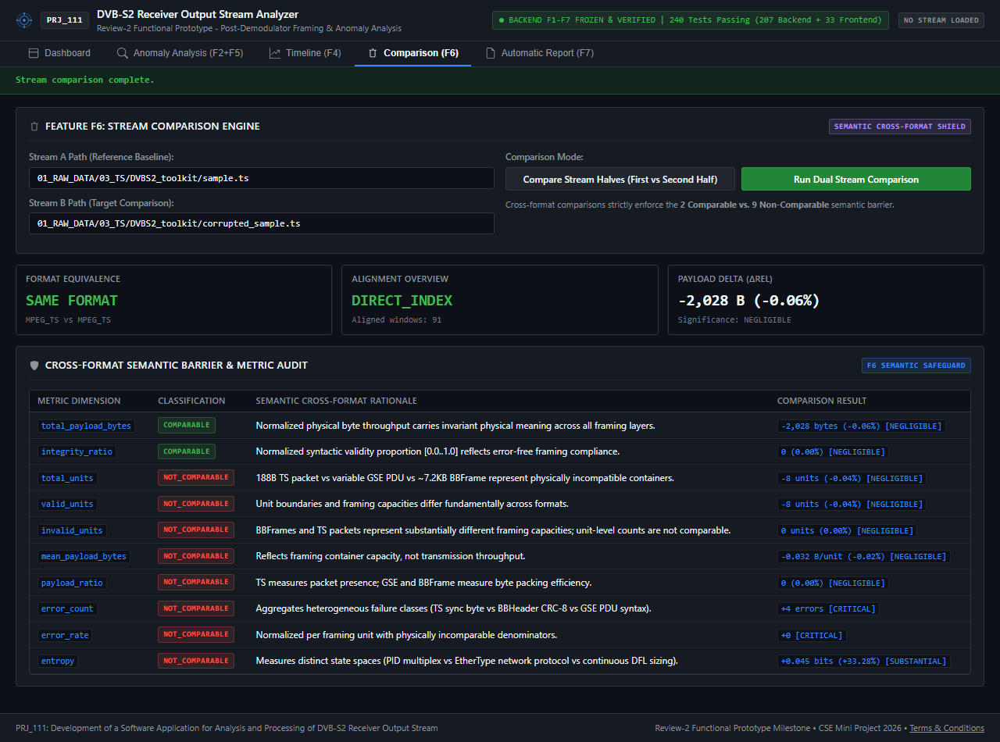 PRJ_111
DVB-S2 Receiver Output Stream Analyzer
Review-2 Functional Prototype - Post-Demodulator Framing & Anomaly Analysis
BACKEND F1-F7 FROZEN & VERIFIED | 240 Tests Passing (207 Backend + 33 Frontend)
NO STREAM LOADED
Dashboard
Anomaly Analysis (F2+F5)
Timeline (F4)
Comparison (F6)
Automatic Report (F7)
Stream comparison complete.
FEATURE F6: STREAM COMPARISON ENGINE
SEMANTIC CROSS-FORMAT SHIELD
Stream A Path (Reference Baseline):
01_RAW_DATA/03_TS/DVBS2_toolkit/sample.ts
Stream B Path (Target Comparison):
01_RAW_DATA/03_TS/DVBS2_toolkit/corrupted_sample.ts
Comparison Mode:
Compare Stream Halves (First vs Second Half)
Run Dual Stream Comparison
Cross-format comparisons strictly enforce the 2 Comparable vs. 9 Non-Comparable semantic barrier.
FORMAT EQUIVALENCE
SAME FORMAT
MPEG_TS vs MPEG_TS
ALIGNMENT OVERVIEW
DIRECT_INDEX
Aligned windows: 91
PAYLOAD DELTA (ΔREL)
-2,028 B (-0.06%)
Significance: NEGLIGIBLE
CROSS-FORMAT SEMANTIC BARRIER & METRIC AUDIT
F6 SEMANTIC SAFEGUARD
METRIC DIMENSION CLASSIFICATION SEMANTIC CROSS-FORMAT RATIONALE COMPARISON RESULT
total_payload_bytes COMPARABLE Normalized physical byte throughput carries invariant physical meaning across all framing layers. -2,028 bytes (-0.06%) [NEGLIGIBLE]
integrity_ratio COMPARABLE Normalized syntactic validity proportion [0.0..1.0] reflects error-free framing compliance. 0 (0.00%) [NEGLIGIBLE]
total_units NOT_COMPARABLE 188B TS packet vs variable GSE PDU vs ~7.2KB BBFrame represent physically incompatible containers. -8 units (-0.04%) [NEGLIGIBLE]
valid_units NOT_COMPARABLE Unit boundaries and framing capacities differ fundamentally across formats. -8 units (-0.04%) [NEGLIGIBLE]
invalid_units NOT_COMPARABLE BBFrames and TS packets represent substantially different framing capacities; unit-level counts are not comparable. 0 units (0.00%) [NEGLIGIBLE]
mean_payload_bytes NOT_COMPARABLE Reflects framing container capacity, not transmission throughput. -0.032 B/unit (-0.02%) [NEGLIGIBLE]
payload_ratio NOT_COMPARABLE TS measures packet presence; GSE and BBFrame measure byte packing efficiency. 0 (0.00%) [NEGLIGIBLE]
error_count NOT_COMPARABLE Aggregates heterogeneous failure classes (TS sync byte vs BBHeader CRC-8 vs GSE PDU syntax). +4 errors [CRITICAL]
error_rate NOT_COMPARABLE Normalized per framing unit with physically incomparable denominators. +0 [CRITICAL]
entropy NOT_COMPARABLE Measures distinct state spaces (PID multiplex vs EtherType network protocol vs continuous DFL sizing). +0.045 bits (+33.28%) [SUBSTANTIAL]
PRJ_111: Development of a Software Application for Analysis and Processing of DVB-S2 Receiver Output Stream
Review-2 Functional Prototype Milestone • CSE Mini Project 2026 • Terms & Conditions